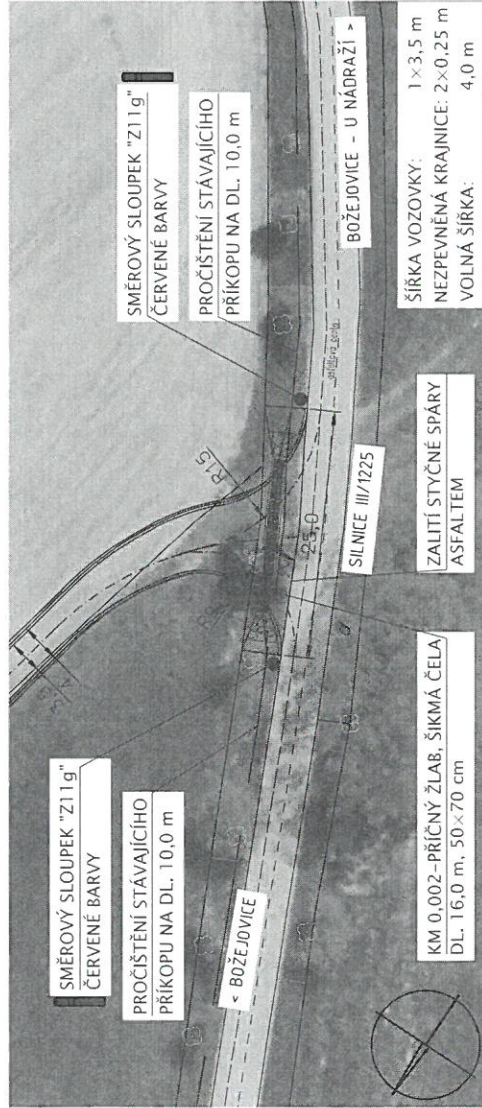 SMĚROVÝ SLOUPEK "Z11g"
ČERVENÉ BARVY
PROČIŠTĚNÍ STÁVAJÍCÍHO
PŘÍKOPU NA DL. 10,0 m
< BOŽEJOVICE
KM 0,002-PŘÍČNÝ ŽLAB, ŠIKMÁ ČELA
DL. 16,0 m, 50×70 cm
R15
25,0
SILNICE III/1225
ZALITÍ STYČNÉ SPÁRY
ASFALTEM
SMĚROVÝ SLOUPEK "Z11g"
ČERVENÉ BARVY
PROČIŠTĚNÍ STÁVAJÍCÍHO
PŘÍKOPU NA DL. 10,0 m
BOŽEJOVICE - U NÁDRAŽÍ >
ŠÍŘKA VOZOVKY: 1×3,5 m
NEZPEVNĚNÁ KRAJNICE: 2×0,25 m
VOLNÁ ŠÍŘKA: 4,0 m